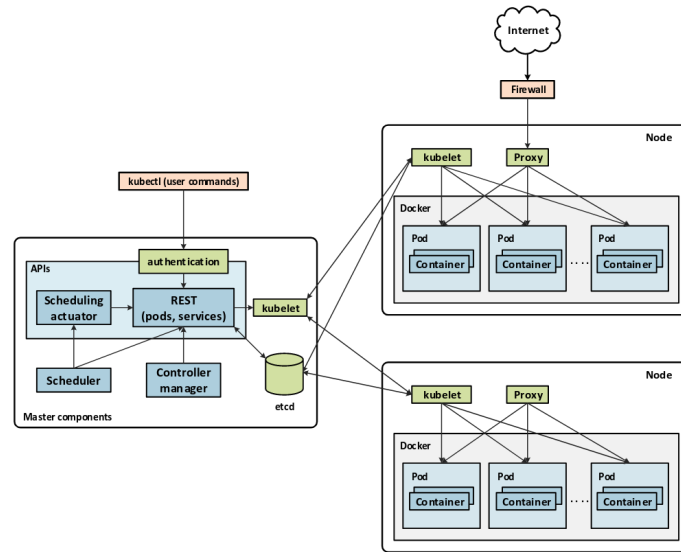 Internet
Firewall
Node
kubelet
Proxy
Docker
Pod
Container
Pod
Container
....
Pod
Container
kubectl (user commands)
authentication
APIs
Scheduling
actuator
REST
(pods, services)
kubelet
Scheduler
Controller
manager
etcd
Master components
Node
kubelet
Proxy
Docker
Pod
Container
Pod
Container
....
Pod
Container